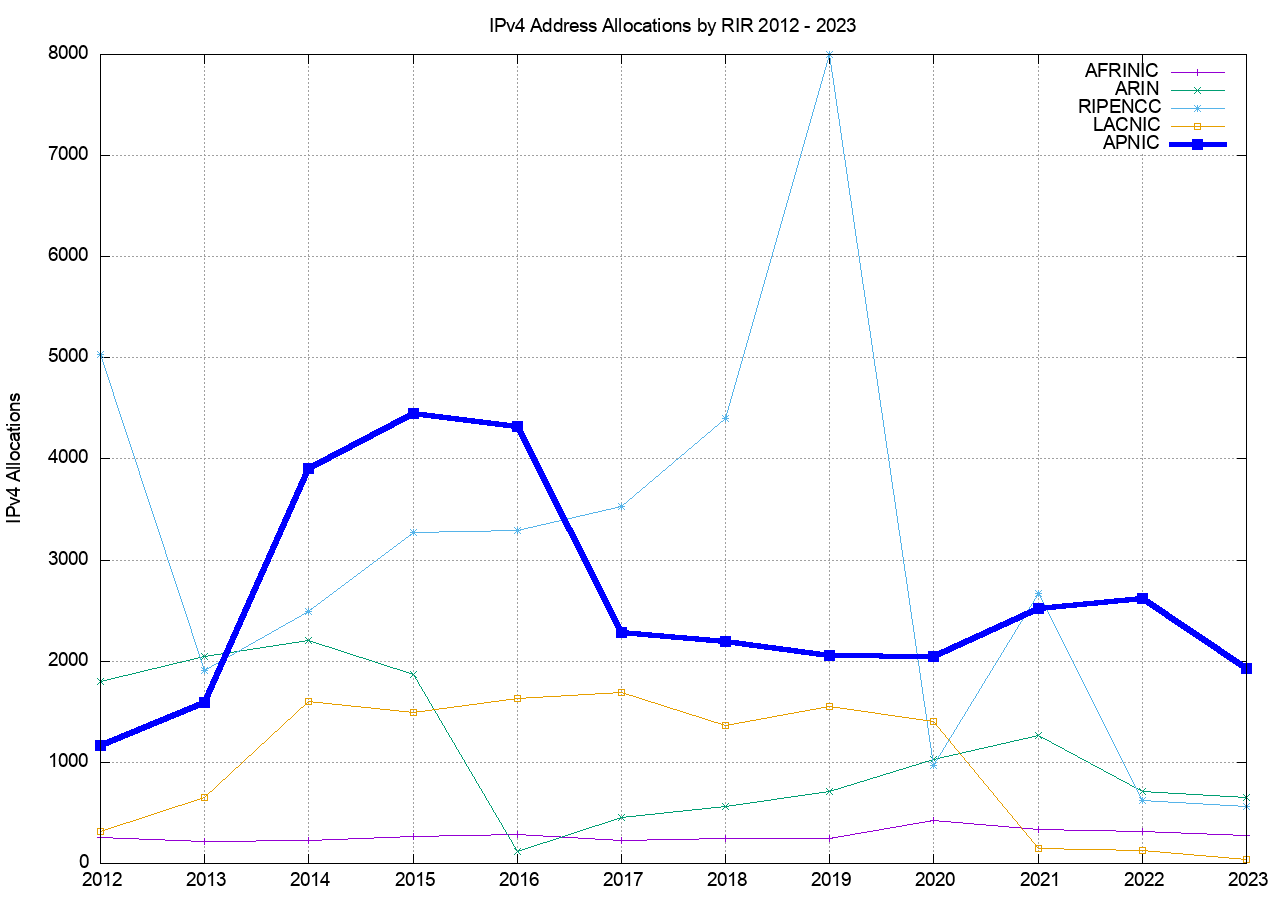 IPv4 Address Allocations by RIR 2012 - 2023
8000
7000
6000
5000
4000
3000
2000
1000
0
IPv4 Allocations
AFRINIC
ARIN
RIPENCC
LACNIC
APNIC
2012 2013 2014 2015 2016 2017 2018 2019 2020 2021 2022 2023